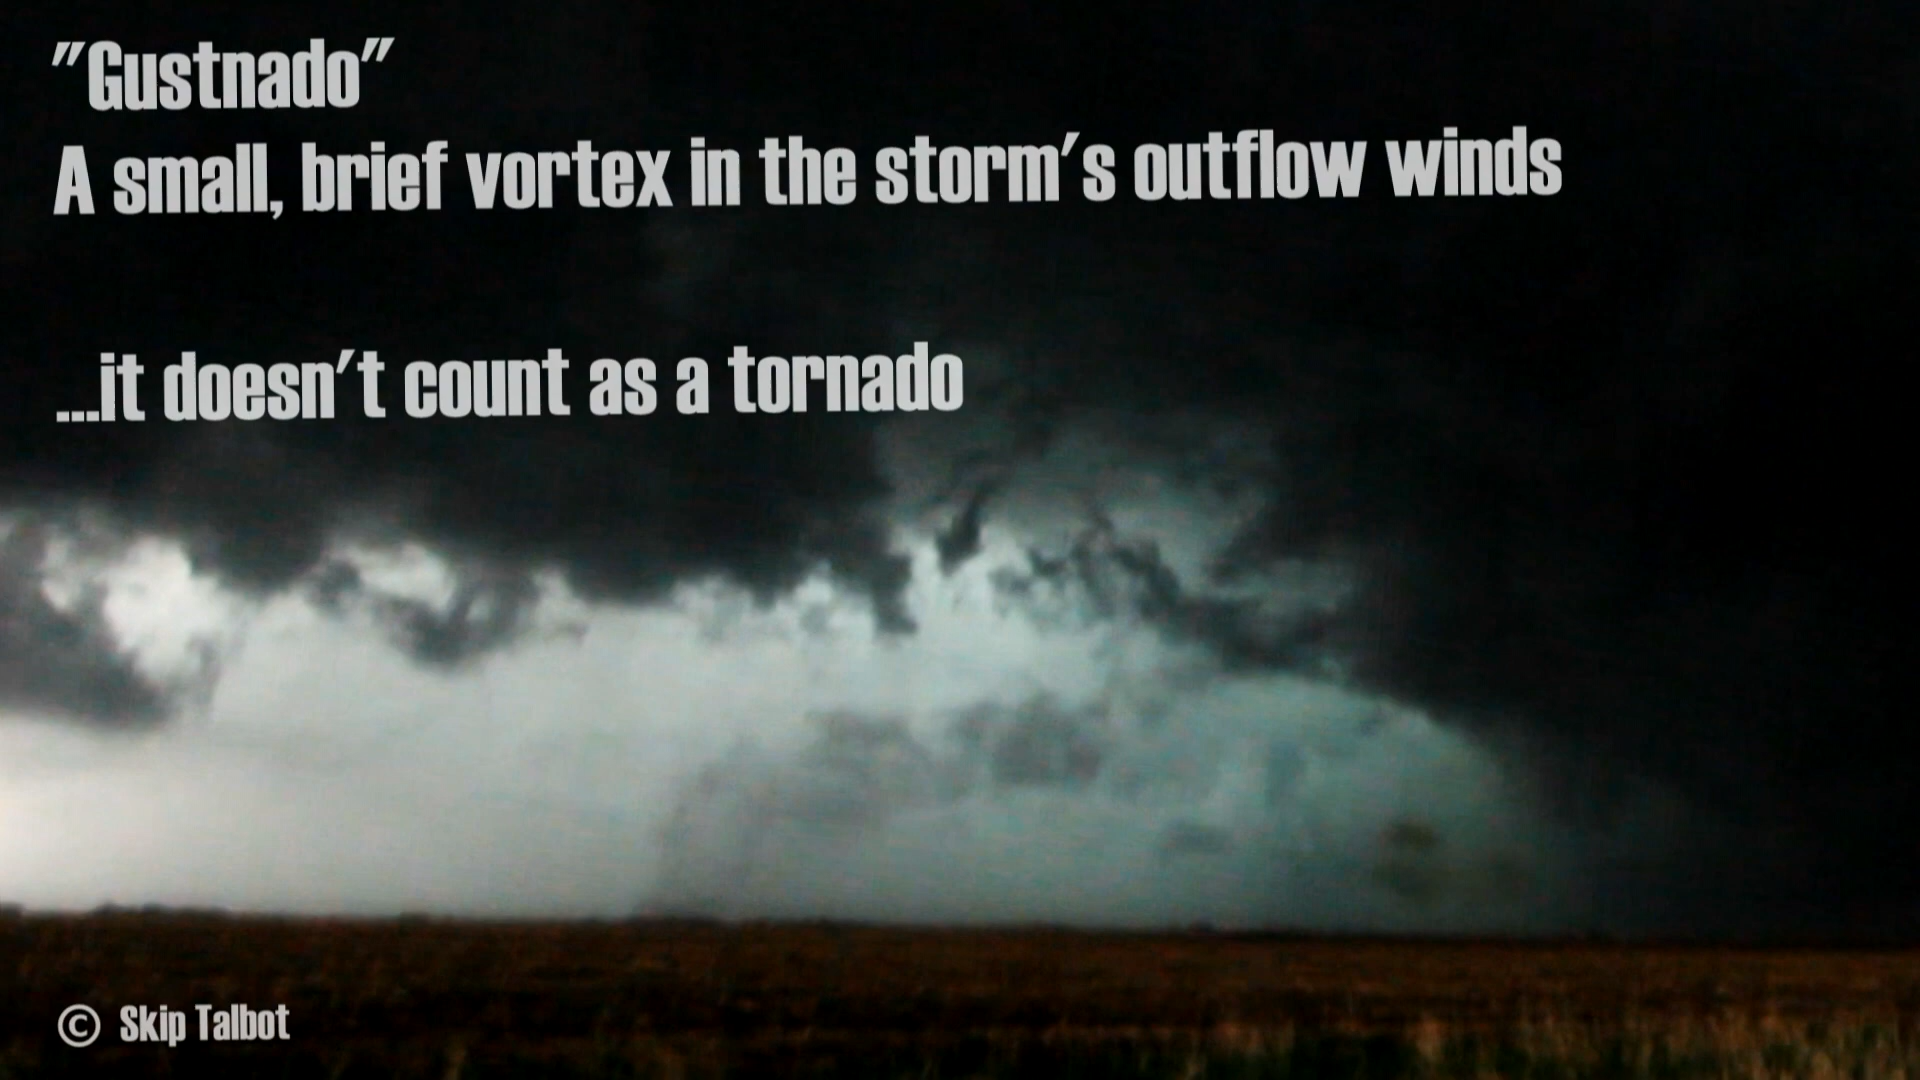 "Gustnado"
A small, brief vortex in the storm's outflow winds
...it doesn't count as a tornado
© Skip Talbot